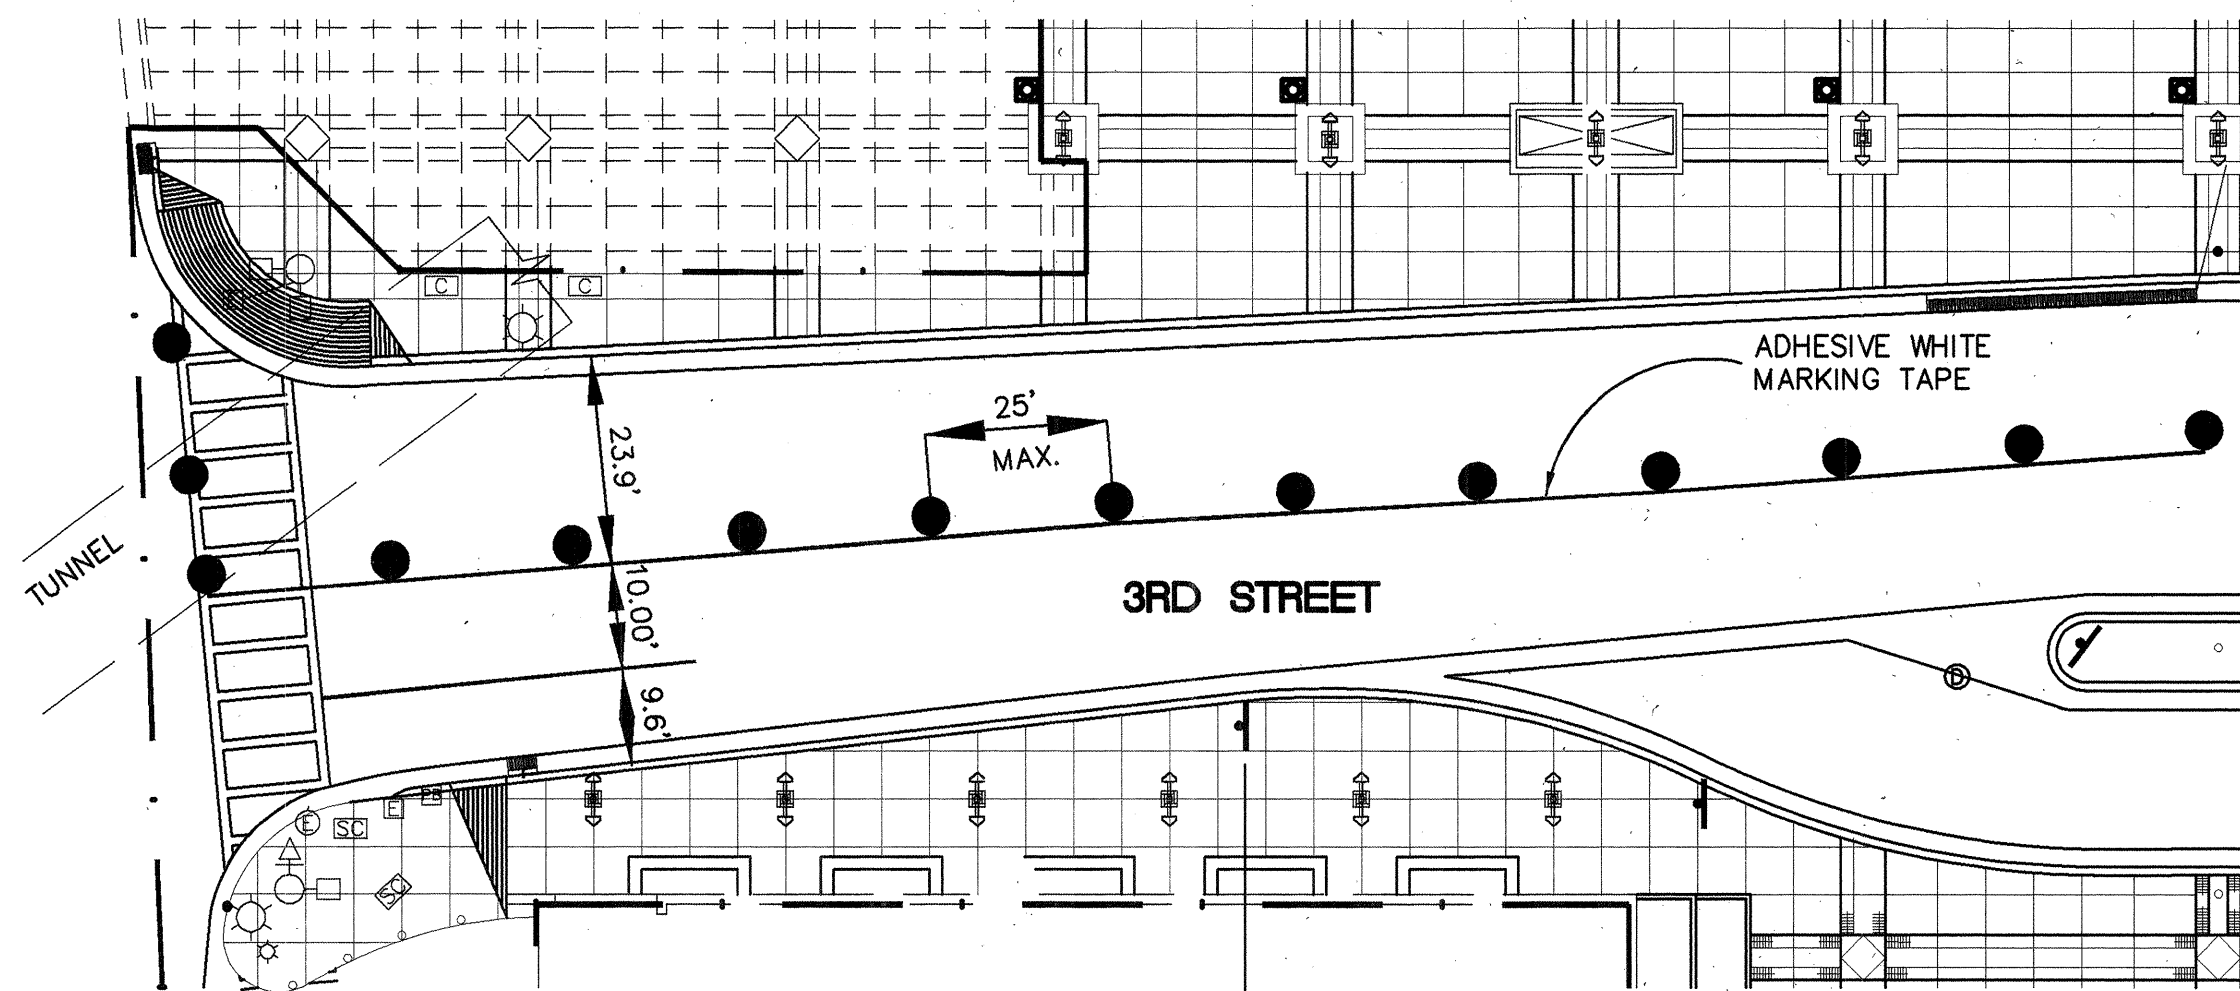 C
C
ADHESIVE WHITE
MARKING TAPE
25'
MAX.
23.9'
TUNNEL
10.00'
3RD STREET
9.6'
D
PB
E
E
SC
SC